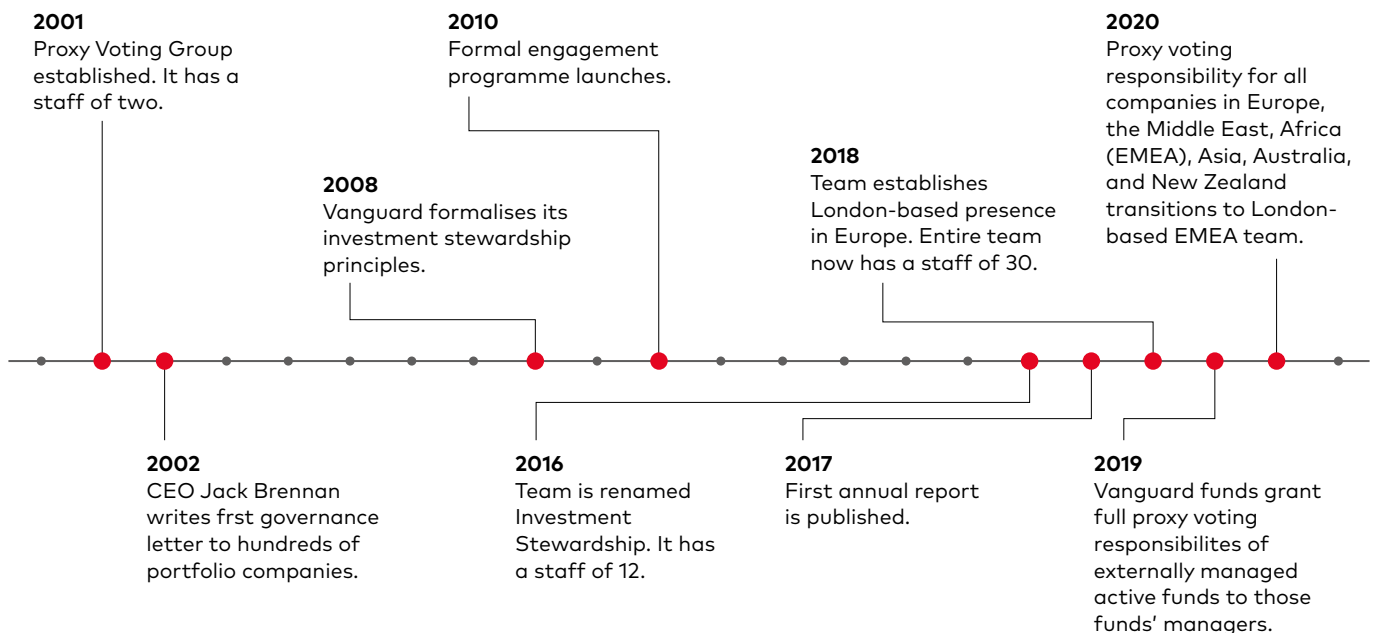 2001
Proxy Voting Group
established. It has a
staff of two.
2002
CEO Jack Brennan
writes frst governance
letter to hundreds of
portfolio companies.
2008
Vanguard formalises its
investment stewardship
principles.
2010
Formal engagement
programme launches.
2016
Team is renamed
Investment
Stewardship. It has
a staff of 12.
2017
First annual report
is published.
2018
Team establishes
London-based presence
in Europe. Entire team
now has a staff of 30.
2019
Vanguard funds grant
full proxy voting
responsibilites of
externally managed
active funds to those
funds' managers.
2020
Proxy voting
responsibility for all
companies in Europe,
the Middle East, Africa
(EMEA), Asia, Australia,
and New Zealand
transitions to London-
based EMEA team.